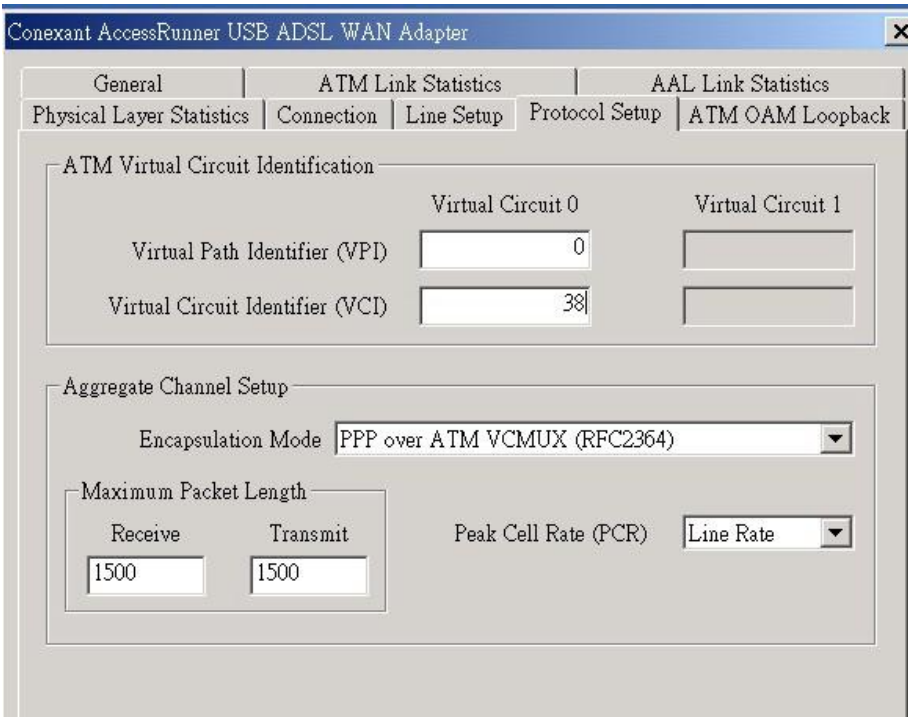 Conexant AccessRunner USB ADSL WAN Adapter
General
ATM Link Statistics
AAL Link Statistics
Physical Layer Statistics
Connection
Line Setup
Protocol Setup
ATM OAM Loopback
ATM Virtual Circuit Identification
Virtual Circuit 0
Virtual Circuit 1
Virtual Path Identifier (VPI)
0
Virtual Circuit Identifier (VCI)
38
Aggregate Channel Setup
Encapsulation Mode
PPP over ATM VCMUX (RFC2364)
Maximum Packet Length
Receive
Transmit
1500
1500
Peak Cell Rate (PCR)
Line Rate